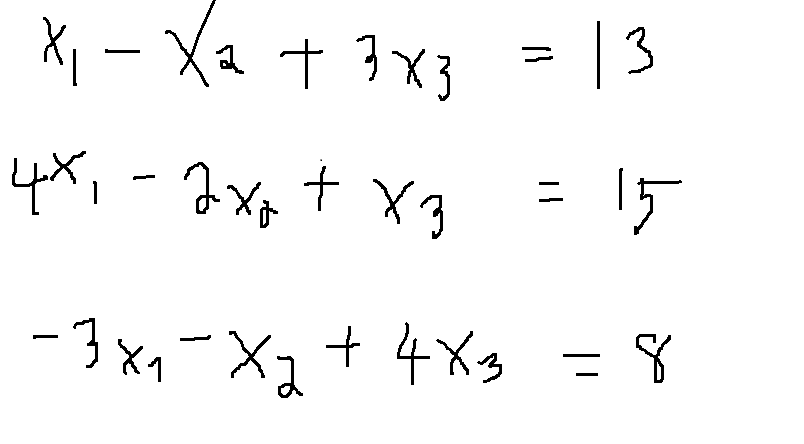 x₁ - x₂ + 3x₃ = 13
4x₁ - 2x₂ + x₃ = 15
-3x₁ - x₂ + 4x₃ = 8